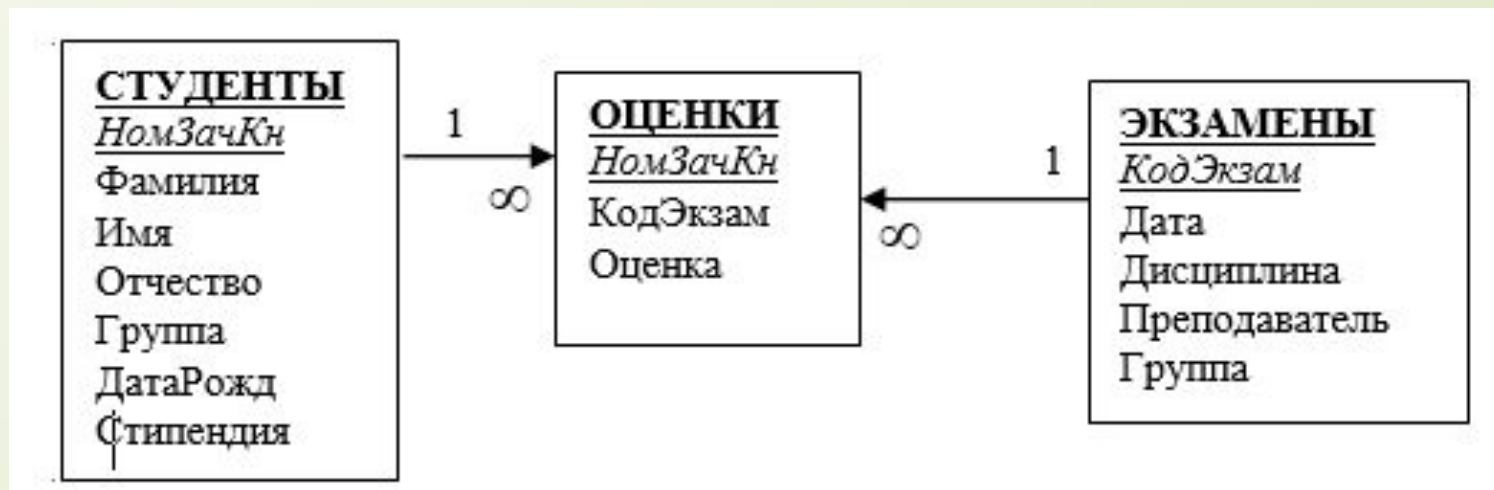 СТУДЕНТЫ
НомЗачКн
Фамилия
Имя
Отчество
Группа
ДатаРожд
Стипендия
1
∞
ОЦЕНКИ
НомЗачКн
КодЭкзам
Оценка
1
∞
ЭКЗАМЕНЫ
КодЭкзам
Дата
Дисциплина
Преподаватель
Группа